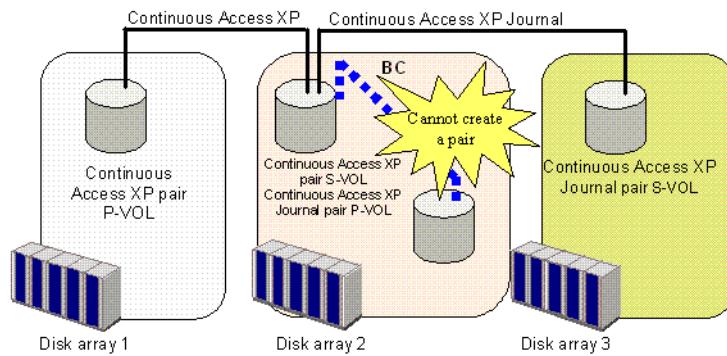 Continuous Access XP
Continuous Access XP Journal
BC
Cannot create
a pair
Continuous
Access XP pair
P-VOL
Continuous Access XP
pair S-VOL
Continuous Access XP
Journal pair P-VOL
Continuous Access XP
Journal pair S-VOL
Disk array 1
Disk array 2
Disk array 3